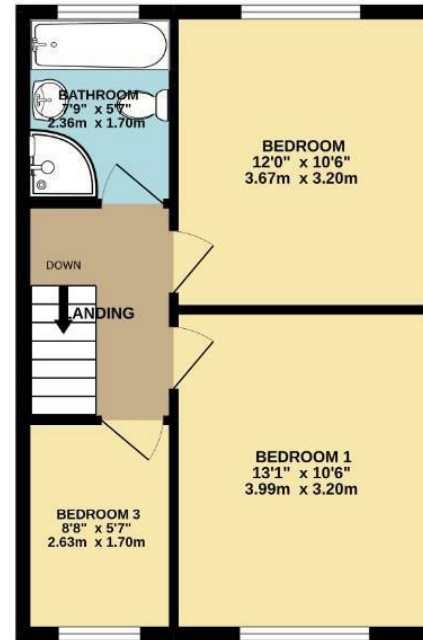 BATHROOM
7'9" x 5'7"
2.36m x 1.70m
BEDROOM
12'0" x 10'6"
3.67m x 3.20m
DOWN
LANDING
BEDROOM 1
13'1" x 10'6"
3.99m x 3.20m
BEDROOM 3
8'8" x 5'7"
2.63m x 1.70m